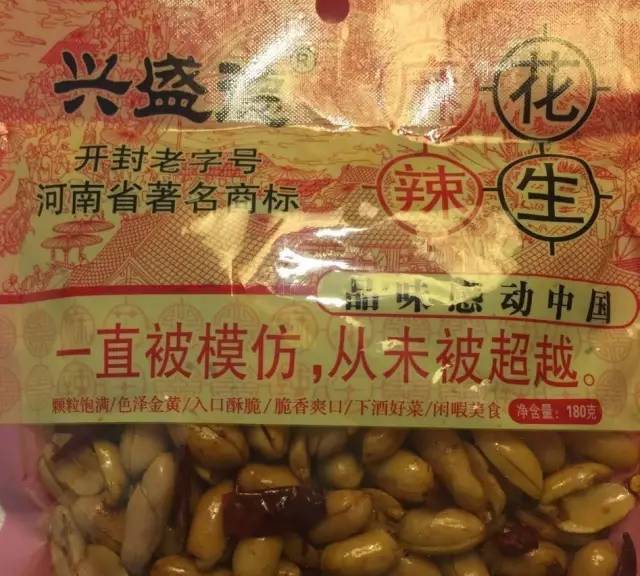 兴盛德®
麻辣
花生
开封老字号
河南省著名商标
品味感动中国
一直被模仿,从未被超越。
颗粒饱满/色泽金黄/入口酥脆/脆香爽口/下酒好菜/闲暇美食
净含量:180克